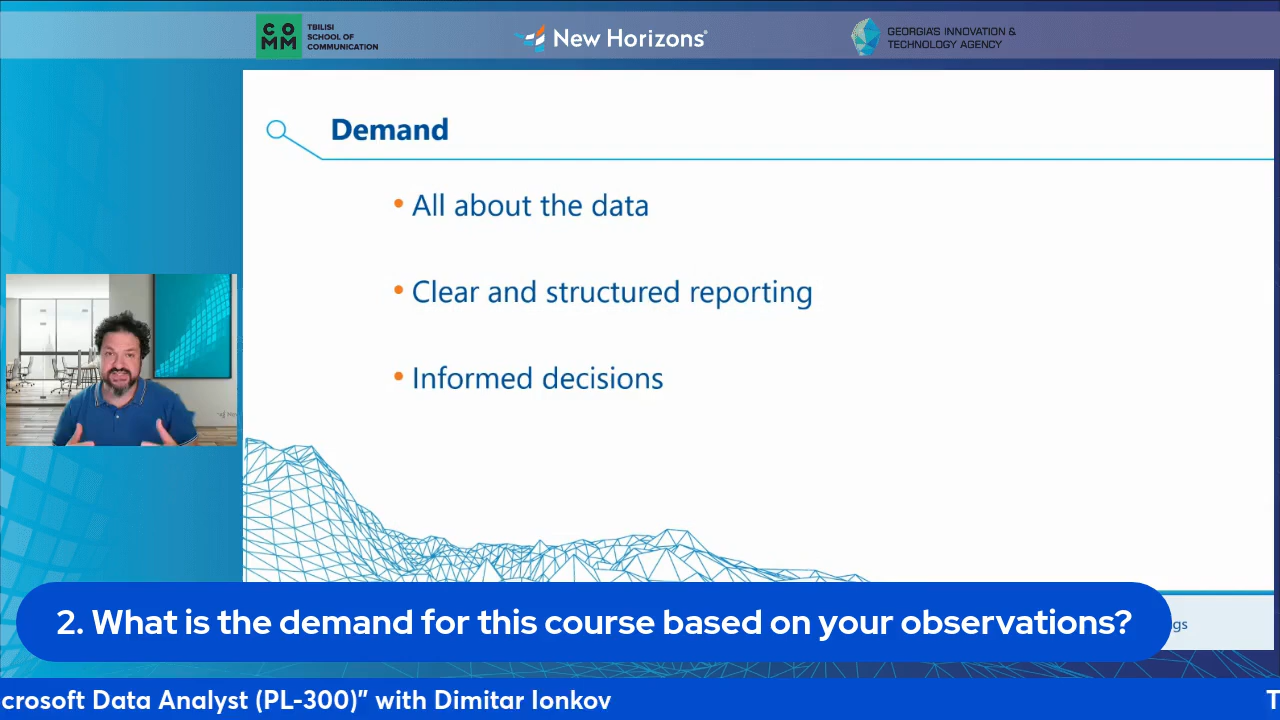 COMM
TBILISI
SCHOOL OF
COMMUNICATION
New Horizons®
GEORGIA'S INNOVATION &
TECHNOLOGY AGENCY
Demand
• All about the data
• Clear and structured reporting
• Informed decisions
2. What is the demand for this course based on your observations?
gs
crosoft Data Analyst (PL-300)” with Dimitar Ionkov
T